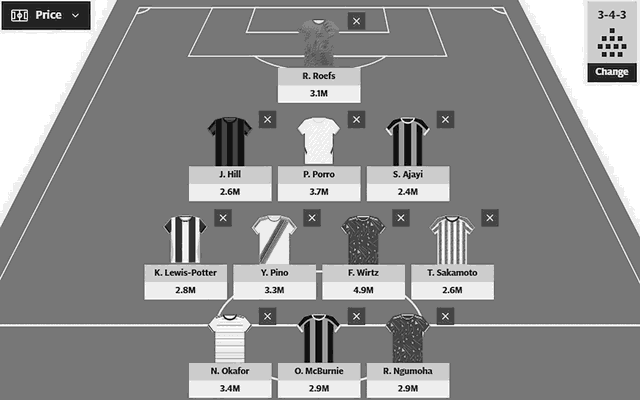 Price
3-4-3
Change
R. Roefs
3.1M
J. Hill
2.6M
P. Porro
3.7M
S. Ajayi
2.4M
K. Lewis-Potter
2.8M
Y. Pino
3.3M
F. Wirtz
4.9M
T. Sakamoto
2.6M
N. Okafor
3.4M
O. McBurnie
2.9M
R. Ngumoha
2.9M